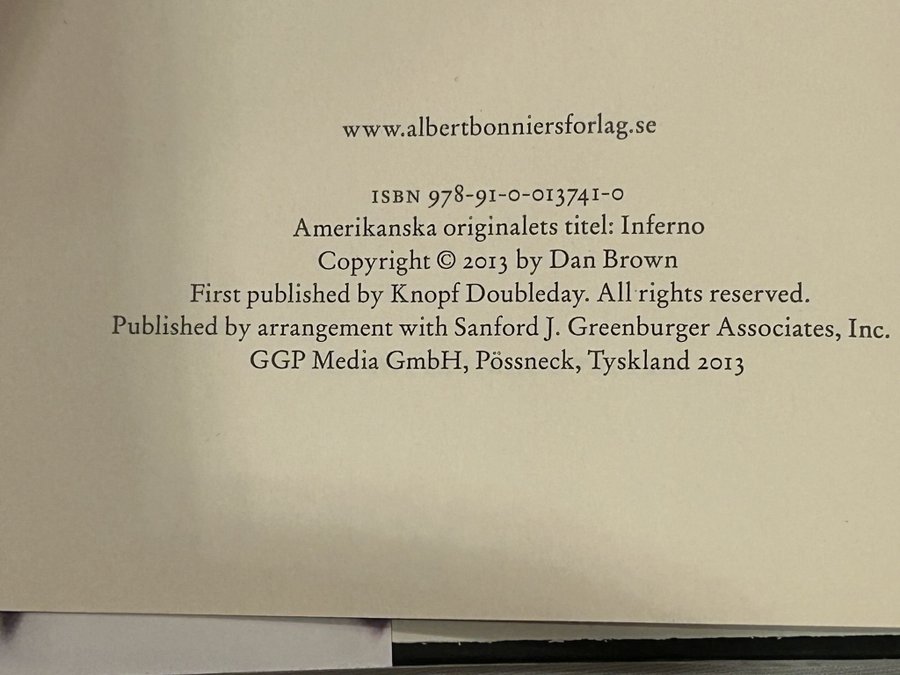 www.albertbonniersforlag.se
ISBN 978-91-0-013741-0
Amerikanska originalets titel: Inferno
Copyright © 2013 by Dan Brown
First published by Knopf Doubleday. All rights reserved.
Published by arrangement with Sanford J. Greenburger Associates, Inc.
GGP Media GmbH, Pössneck, Tyskland 2013